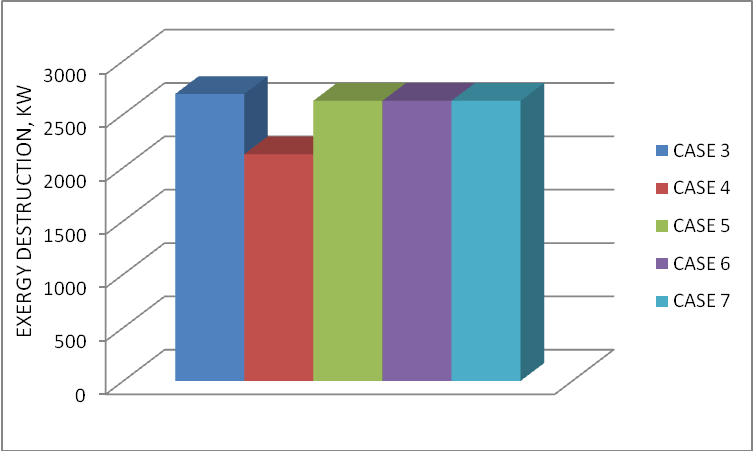 EXERGY DESTRUCTION, KW
3000
2500
2000
1500
1000
500
0
CASE 3
CASE 4
CASE 5
CASE 6
CASE 7